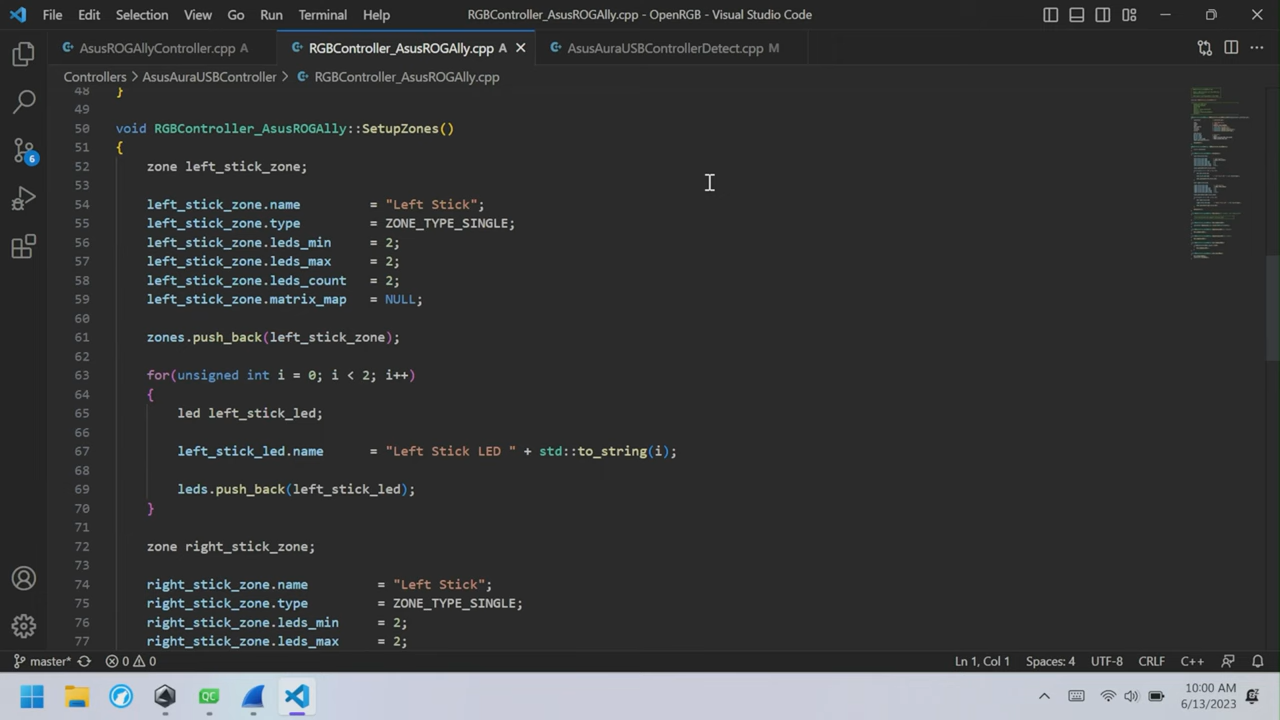 File Edit Selection View Go Run Terminal Help RGBController_AsusROGAlly.cpp - OpenRGB - Visual Studio Code
AsusROGAllyController.cpp A RGBController_AsusROGAlly.cpp A AsusAuraUSBControllerDetect.cpp M
Controllers > AsusAuraUSBController > RGBController_AsusROGAlly.cpp
48 }
49
50 void RGBController_AsusROGAlly::SetupZones()
51 {
52 zone left_stick_zone;
53
54 left_stick_zone.name = "Left Stick";
55 left_stick_zone.type = ZONE_TYPE_SINGLE;
56 left_stick_zone.leds_min = 2;
57 left_stick_zone.leds_max = 2;
58 left_stick_zone.leds_count = 2;
59 left_stick_zone.matrix_map = NULL;
60
61 zones.push_back(left_stick_zone);
62
63 for(unsigned int i = 0; i < 2; i++)
64 {
65 led left_stick_led;
66
67 left_stick_led.name = "Left Stick LED " + std::to_string(i);
68
69 leds.push_back(left_stick_led);
70 }
71
72 zone right_stick_zone;
73
74 right_stick_zone.name = "Left Stick";
75 right_stick_zone.type = ZONE_TYPE_SINGLE;
76 right_stick_zone.leds_min = 2;
77 right_stick_zone.leds_max = 2;
6
master* 0 0 Ln 1, Col 1 Spaces: 4 UTF-8 CRLF C++
QC 10:00 AM
6/13/2023